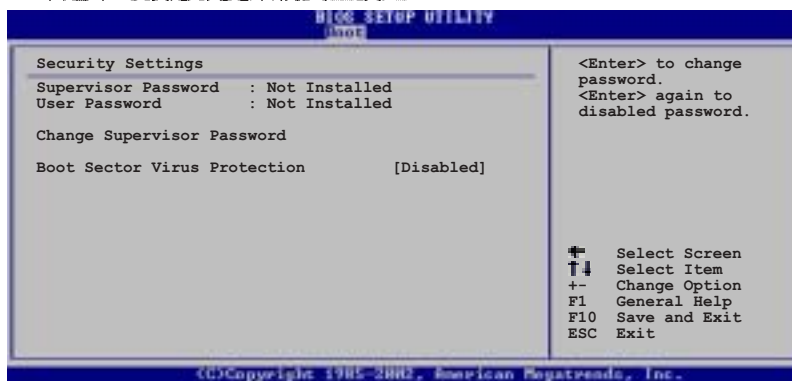 BIOS SETUP UTILITY
Boot
Security Settings
Supervisor Password : Not Installed
User Password : Not Installed
Change Supervisor Password
Boot Sector Virus Protection [Disabled]
<Enter> to change
password.
<Enter> again to
disabled password.
Select Screen
↑↓ Select Item
+- Change Option
F1 General Help
F10 Save and Exit
ESC Exit
(C)Copyright 1985-2002, American Megatrends, Inc.